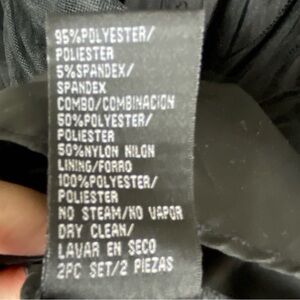 95%POLYESTER/
POLIESTER
5%SPANDEX/
SPANDEX
COMBO/COMBINACION
50%POLYESTER/
POLIESTER
50%NYLON NILON
LINING/FORRO
100%POLYESTER/
POLIESTER
NO STEAM/NO VAPOR
DRY CLEAN/
LAVAR EN SECO
2PC SET/2 PIEZAS